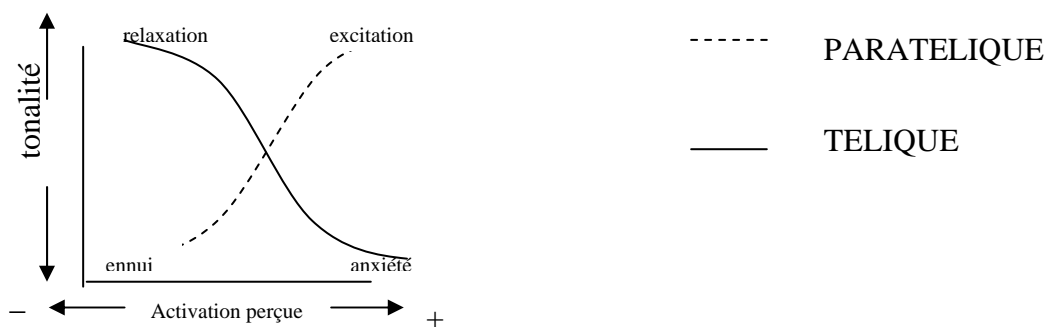 relaxation excitation
PARATELIQUE
tonalité
TELIQUE
ennui anxiété
– Activation perçue +